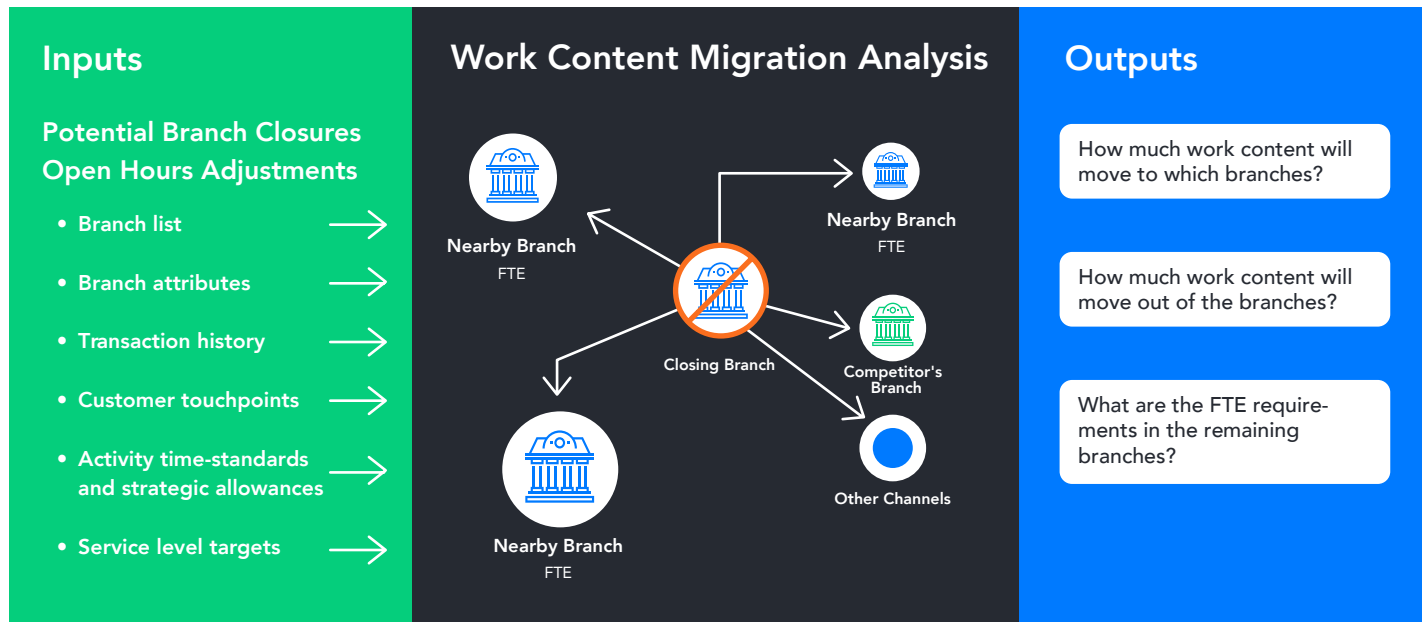 Inputs
Potential Branch Closures
Open Hours Adjustments
• Branch list
• Branch attributes
• Transaction history
• Customer touchpoints
• Activity time-standards
and strategic allowances
• Service level targets
Work Content Migration Analysis
Nearby Branch
FTE
Nearby Branch
FTE
Closing Branch
Competitor's
Branch
Other Channels
Nearby Branch
FTE
Outputs
How much work content will
move to which branches?
How much work content will
move out of the branches?
What are the FTE require-
ments in the remaining
branches?